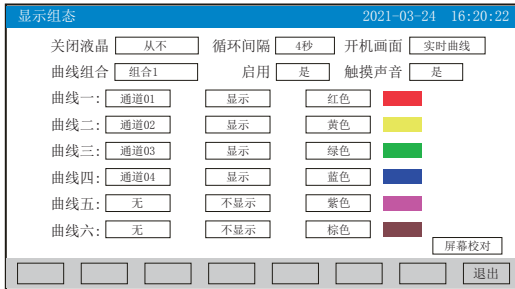 显示组态 2021-03-24 16:20:22
关闭液晶 从不 循环间隔 4秒 开机画面 实时曲线
曲线组合 组合1 启用 是 触摸声音 是
曲线一: 通道01 显示 红色
曲线二: 通道02 显示 黄色
曲线三: 通道03 显示 绿色
曲线四: 通道04 显示 蓝色
曲线五: 无 不显示 紫色
曲线六: 无 不显示 棕色
屏幕校对
退出